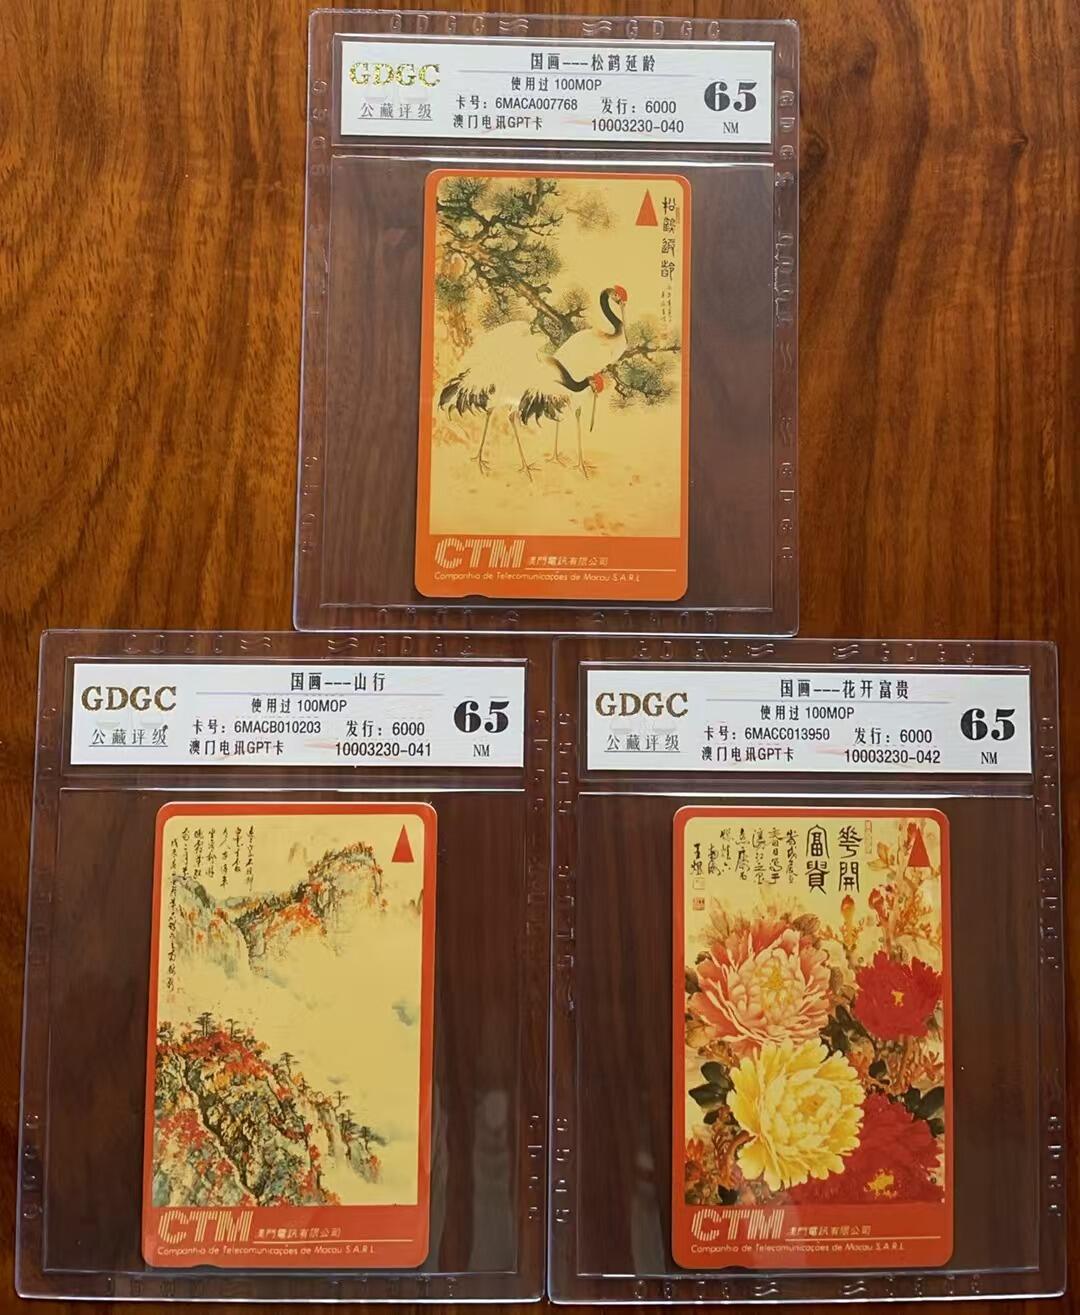 国画---松鹤延龄
GDGC
公藏评级
使用过 100MOP
卡号：6MACA007768 发行：6000
澳门电讯GPT卡 10003230-040
65
NM
松鶴延齡
CTM 澳門電訊有限公司
Companhia de Telecomunicações de Macau S.A.R.L.
国画---山行
GDGC
公藏评级
使用过 100MOP
卡号：6MACB010203 发行：6000
澳门电讯GPT卡 10003230-041
65
NM
CTM 澳門電訊有限公司
Companhia de Telecomunicações de Macau S.A.R.L.
国画---花开富贵
GDGC
公藏评级
使用过 100MOP
卡号：6MACC013950 发行：6000
澳门电讯GPT卡 10003230-042
65
NM
花開
富貴
CTM 澳門電訊有限公司
Companhia de Telecomunicações de Macau S.A.R.L.